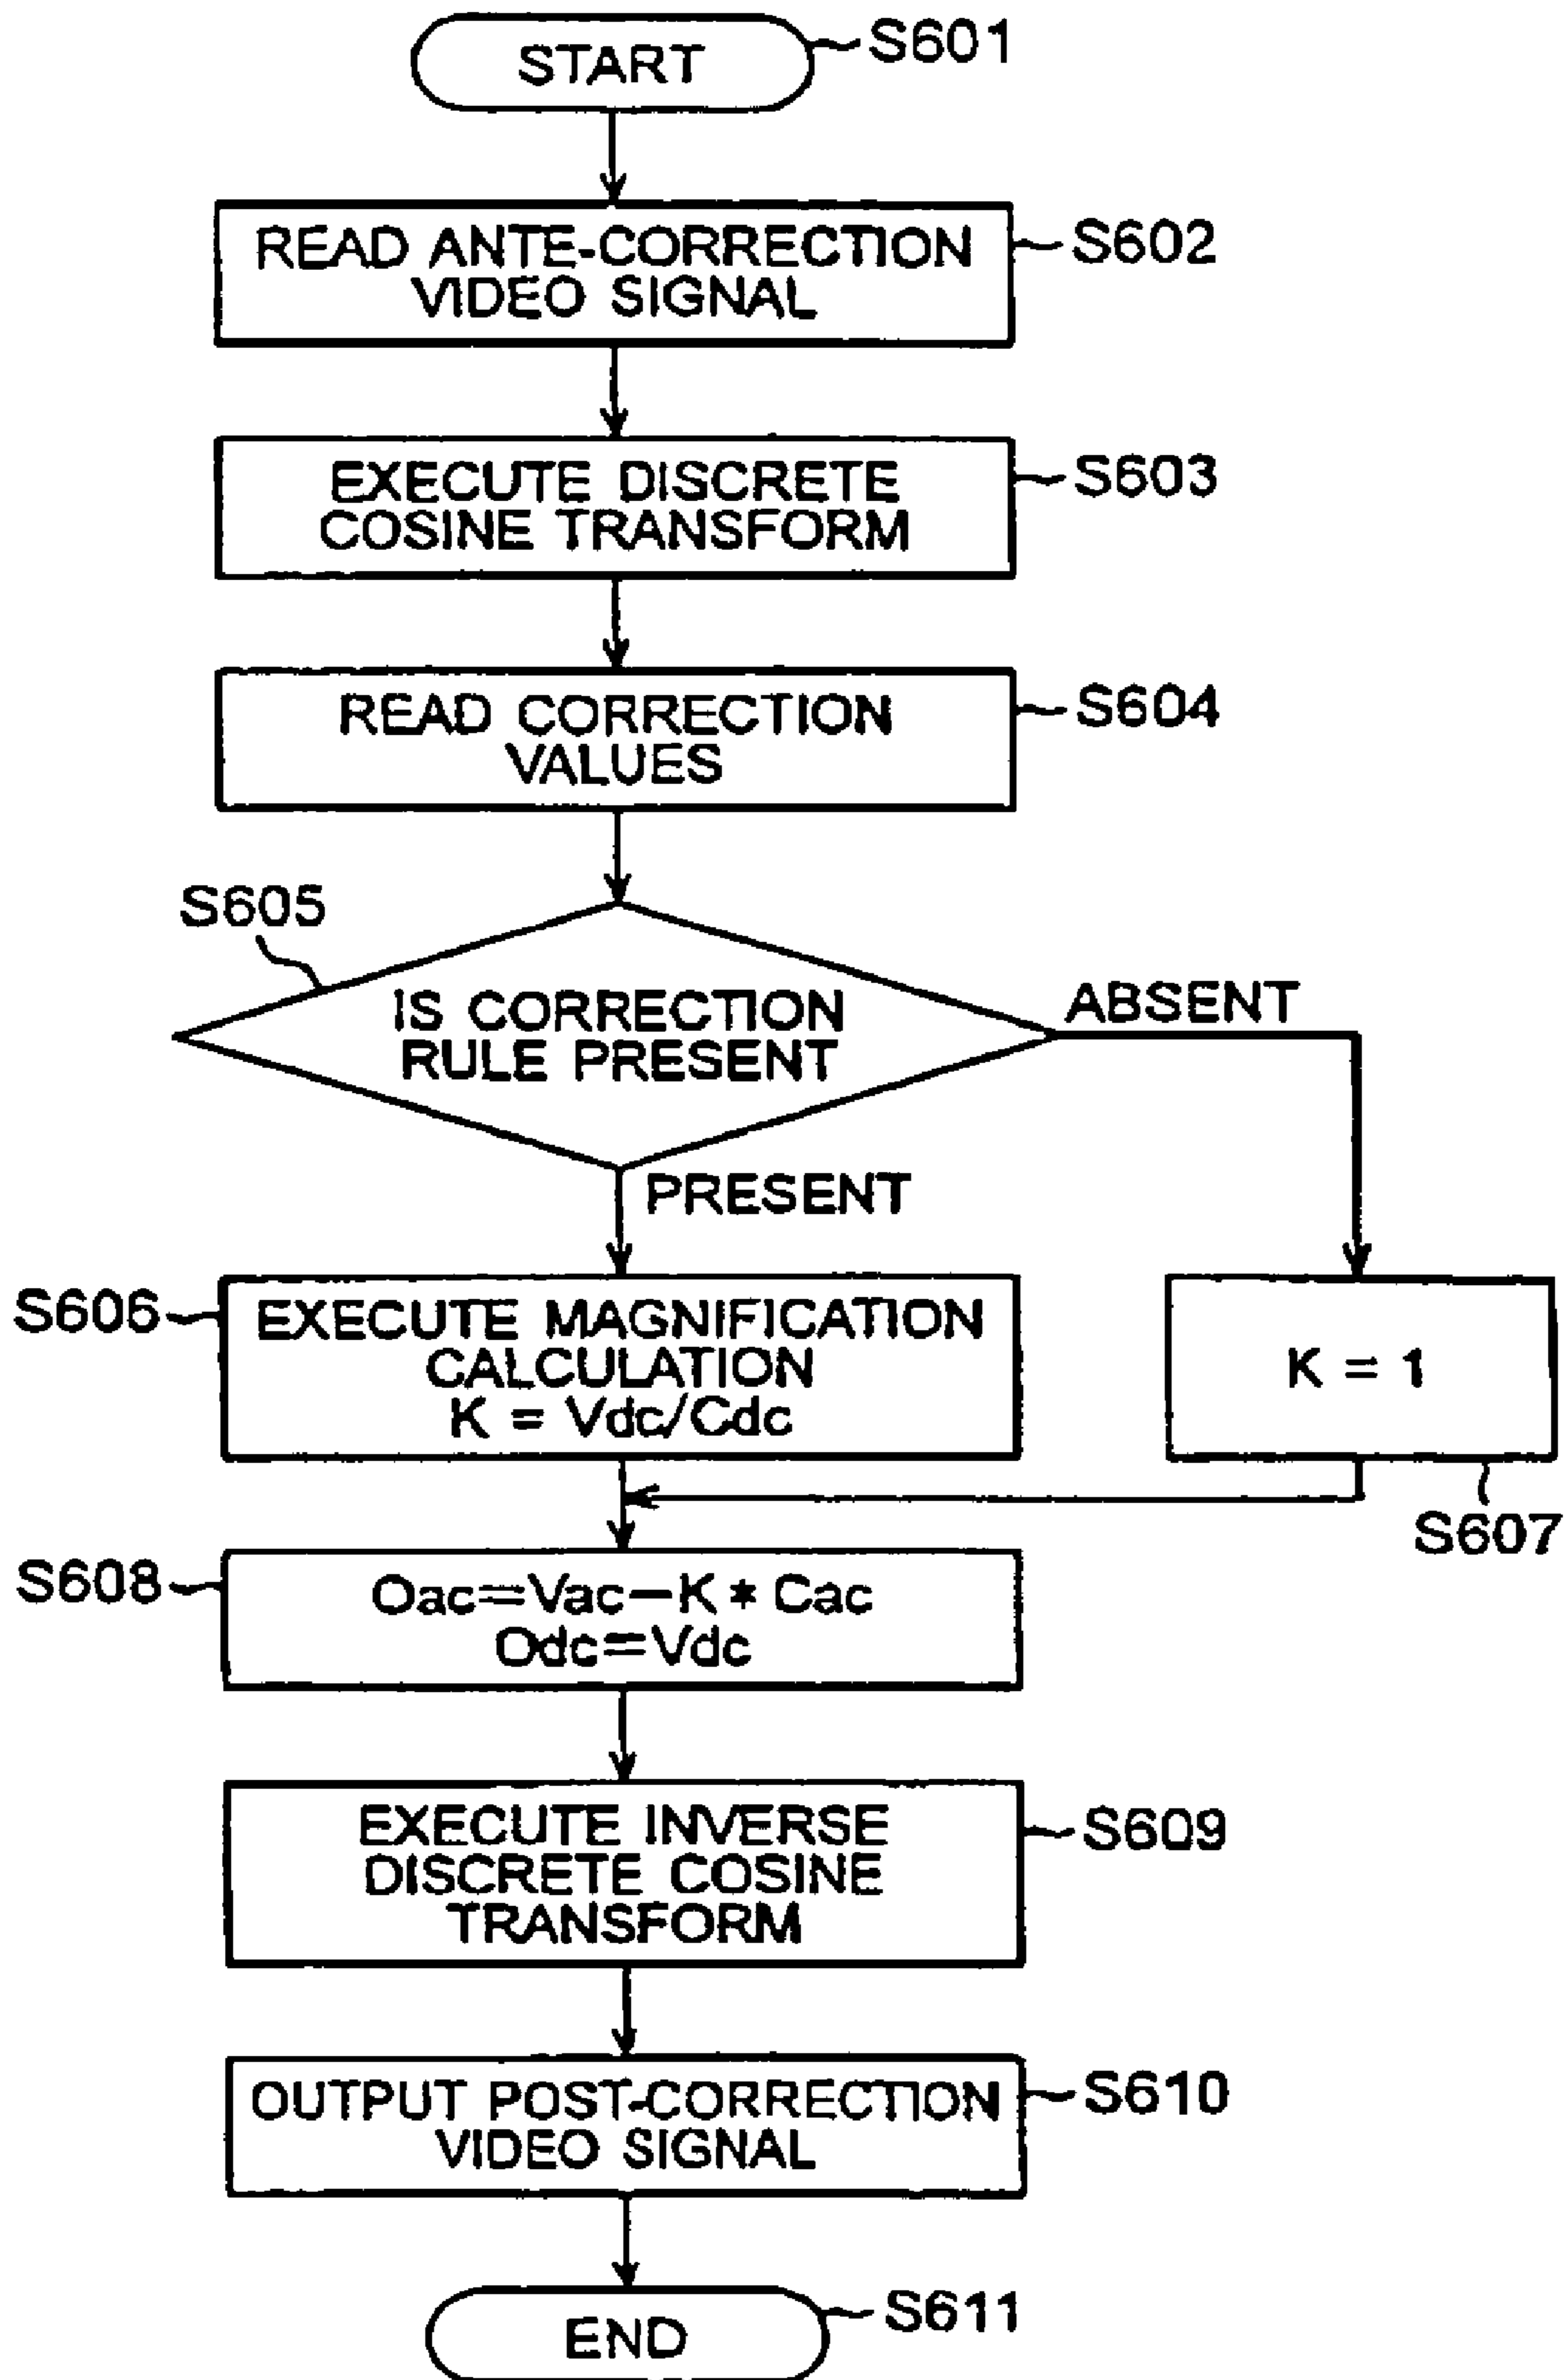 START
S601
READ ANTE-CORRECTION
VIDEO SIGNAL
S602
EXECUTE DISCRETE
COSINE TRANSFORM
S603
READ CORRECTION
VALUES
S604
S605
IS CORRECTION
RULE PRESENT
ABSENT
PRESENT
S606
EXECUTE MAGNIFICATION
CALCULATION
K = Vdc/Cdc
K = 1
S607
S608
Oac=Vac-K * Cac
Odc=Vdc
EXECUTE INVERSE
DISCRETE COSINE
TRANSFORM
S609
OUTPUT POST-CORRECTION
VIDEO SIGNAL
S610
END
S611